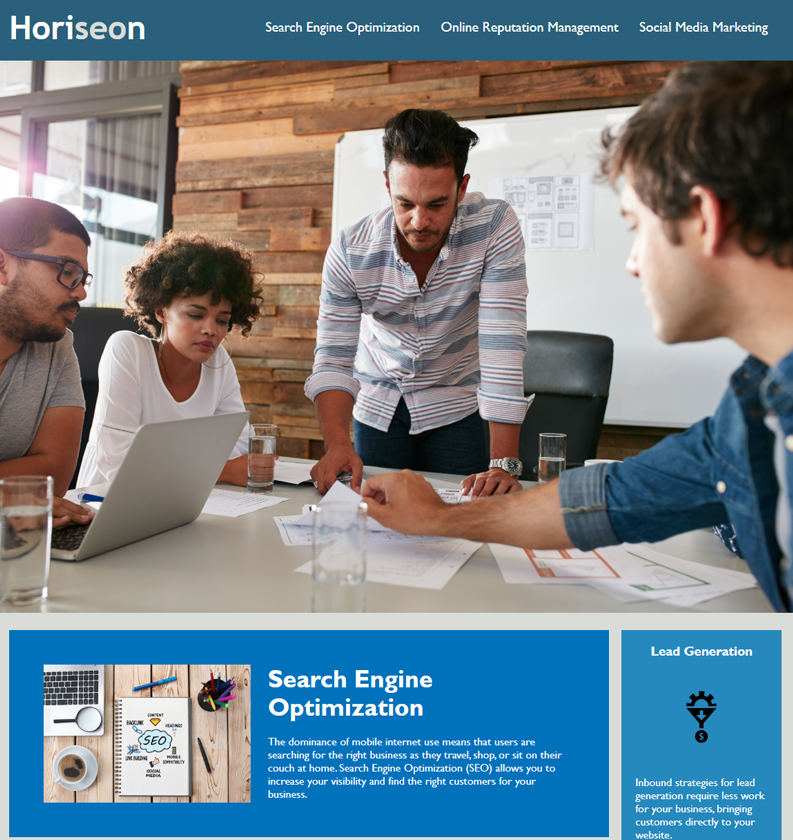 Horiseon
Search Engine Optimization
Online Reputation Management
Social Media Marketing
CONTENT
BACKLINK
HEADINGS
SEO
LINK BUILDING
MOBILE
SOCIAL
MEDIA
Search Engine
Optimization
The dominance of mobile internet use means that users are
searching for the right business as they travel, shop, or sit on their
couch at home. Search Engine Optimization (SEO) allows you to
increase your visibility and find the right customers for your
business.
Lead Generation
$
Inbound strategies for lead
generation require less work
for your business, bringing
customers directly to your
website.